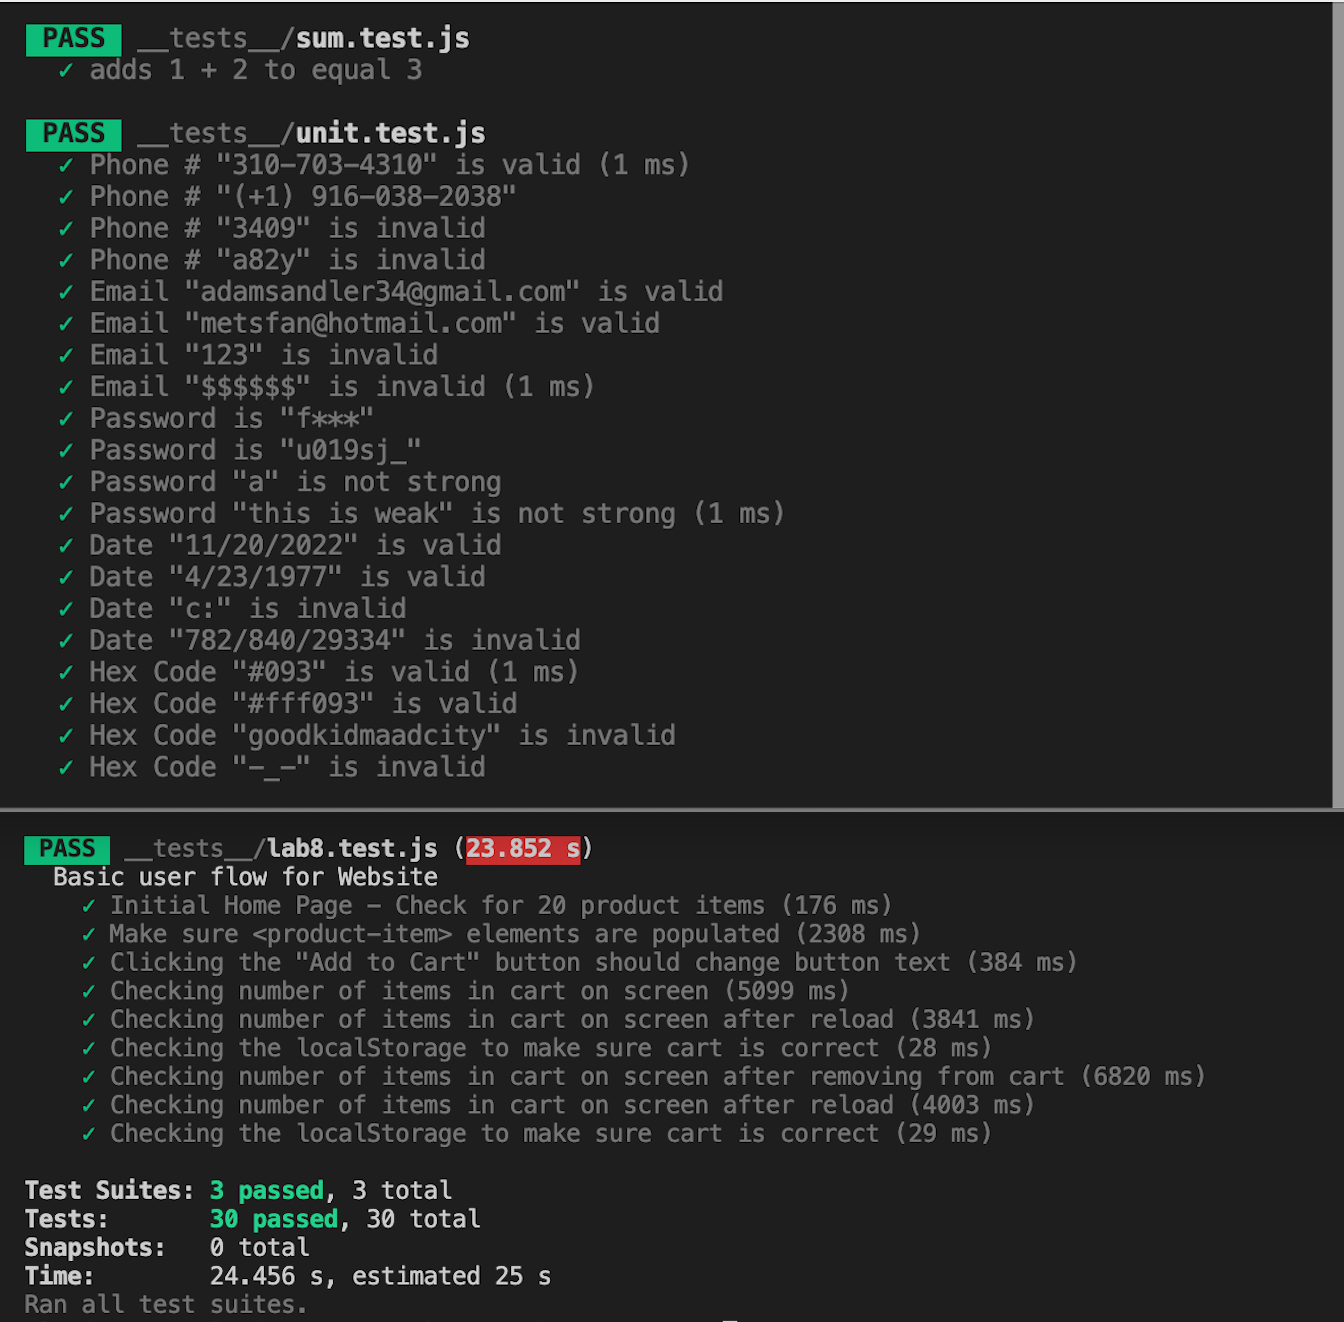 PASS __tests__/sum.test.js
✓ adds 1 + 2 to equal 3
PASS __tests__/unit.test.js
✓ Phone # "310-703-4310" is valid (1 ms)
✓ Phone # "(+1) 916-038-2038"
✓ Phone # "3409" is invalid
✓ Phone # "a82y" is invalid
✓ Email "adamsandler34@gmail.com" is valid
✓ Email "metsfan@hotmail.com" is valid
✓ Email "123" is invalid
✓ Email "$$$$$$" is invalid (1 ms)
✓ Password is "f***"
✓ Password is "u019sj_"
✓ Password "a" is not strong
✓ Password "this is weak" is not strong (1 ms)
✓ Date "11/20/2022" is valid
✓ Date "4/23/1977" is valid
✓ Date "c:" is invalid
✓ Date "782/840/29334" is invalid
✓ Hex Code "#093" is valid (1 ms)
✓ Hex Code "#fff093" is valid
✓ Hex Code "goodkidmaadcity" is invalid
✓ Hex Code "-_-" is invalid
PASS __tests__/lab8.test.js (23.852 s)
Basic user flow for Website
✓ Initial Home Page - Check for 20 product items (176 ms)
✓ Make sure <product-item> elements are populated (2308 ms)
✓ Clicking the "Add to Cart" button should change button text (384 ms)
✓ Checking number of items in cart on screen (5099 ms)
✓ Checking number of items in cart on screen after reload (3841 ms)
✓ Checking the localStorage to make sure cart is correct (28 ms)
✓ Checking number of items in cart on screen after removing from cart (6820 ms)
✓ Checking number of items in cart on screen after reload (4003 ms)
✓ Checking the localStorage to make sure cart is correct (29 ms)
Test Suites: 3 passed, 3 total
Tests: 30 passed, 30 total
Snapshots: 0 total
Time: 24.456 s, estimated 25 s
Ran all test suites.